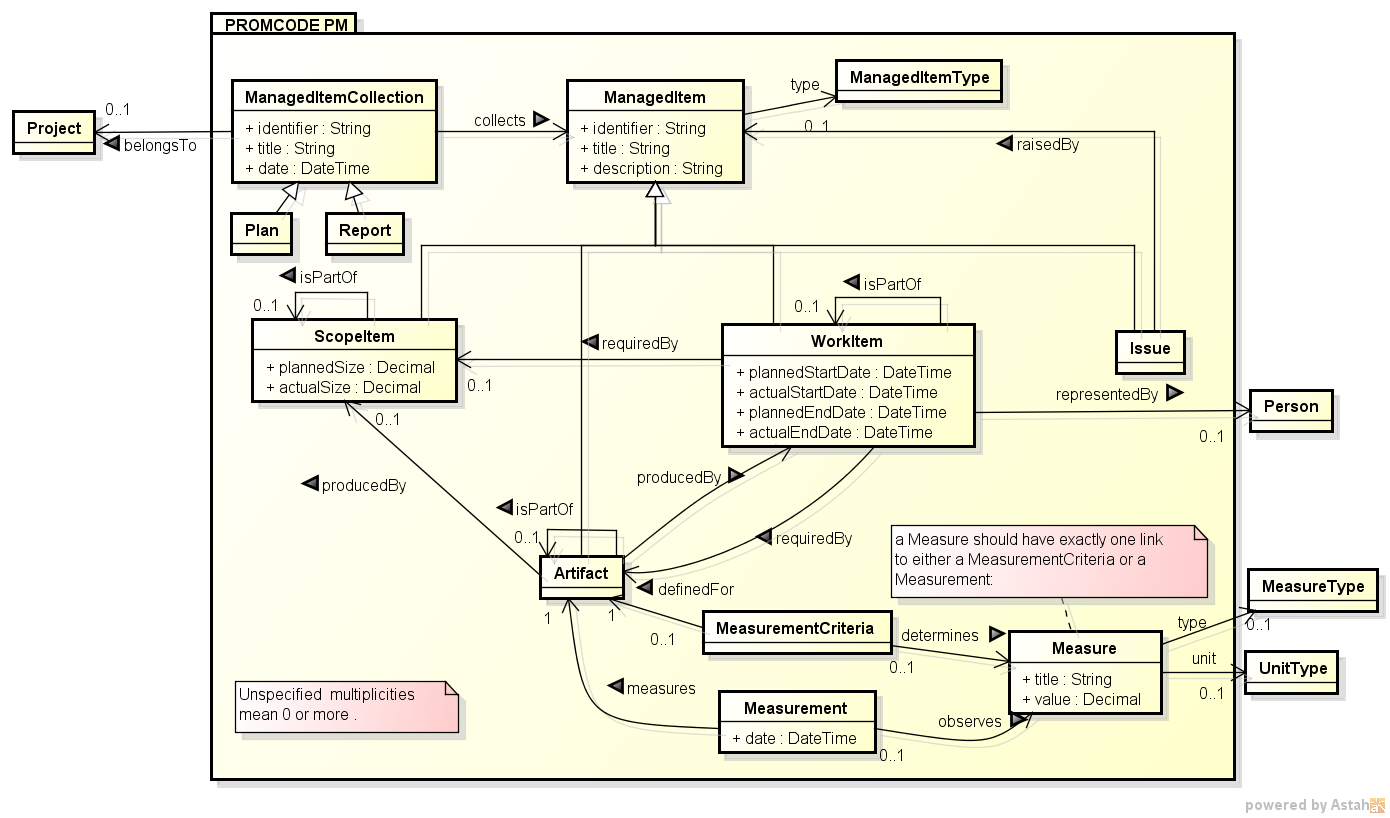 PROMCODE PM
ManagedItemCollection
+ identifier : String
+ title : String
+ date : DateTime
ManagedItem
+ identifier : String
+ title : String
+ description : String
ManagedItemType
type
0..1
collects
Project
0..1
belongsTo
raisedBy
Plan
Report
isPartOf
0..1
ScopeItem
+ plannedSize : Decimal
+ actualSize : Decimal
requiredBy
0..1
0..1
isPartOf
0..1
WorkItem
+ plannedStartDate : DateTime
+ actualStartDate : DateTime
+ plannedEndDate : DateTime
+ actualEndDate : DateTime
Issue
representedBy
0..1
Person
producedBy
producedBy
requiredBy
isPartOf
0..1
Artifact
definedFor
1
1
0..1
a Measure should have exactly one link
to either a MeasurementCriteria or a
Measurement:
MeasurementCriteria
determines
0..1
Measure
+ title : String
+ value : Decimal
type
0..1
MeasureType
unit
0..1
UnitType
measures
Measurement
+ date : DateTime
observes
0..1
Unspecified multiplicities
mean 0 or more .
powered by Astah